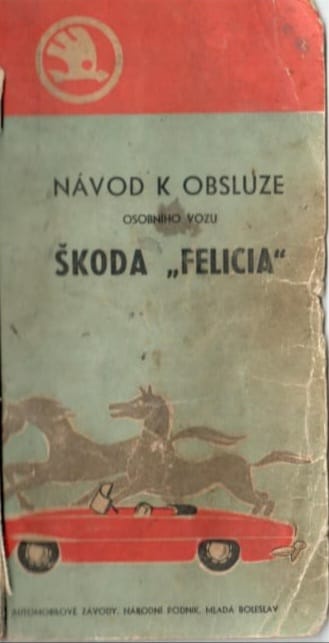 NÁVOD K OBSLUZE
OSOBNÍHO VOZU
ŠKODA „FELICIA“
AUTOMOBILOVÉ ZÁVODY, NÁRODNÍ PODNIK, MLADÁ BOLESLAV